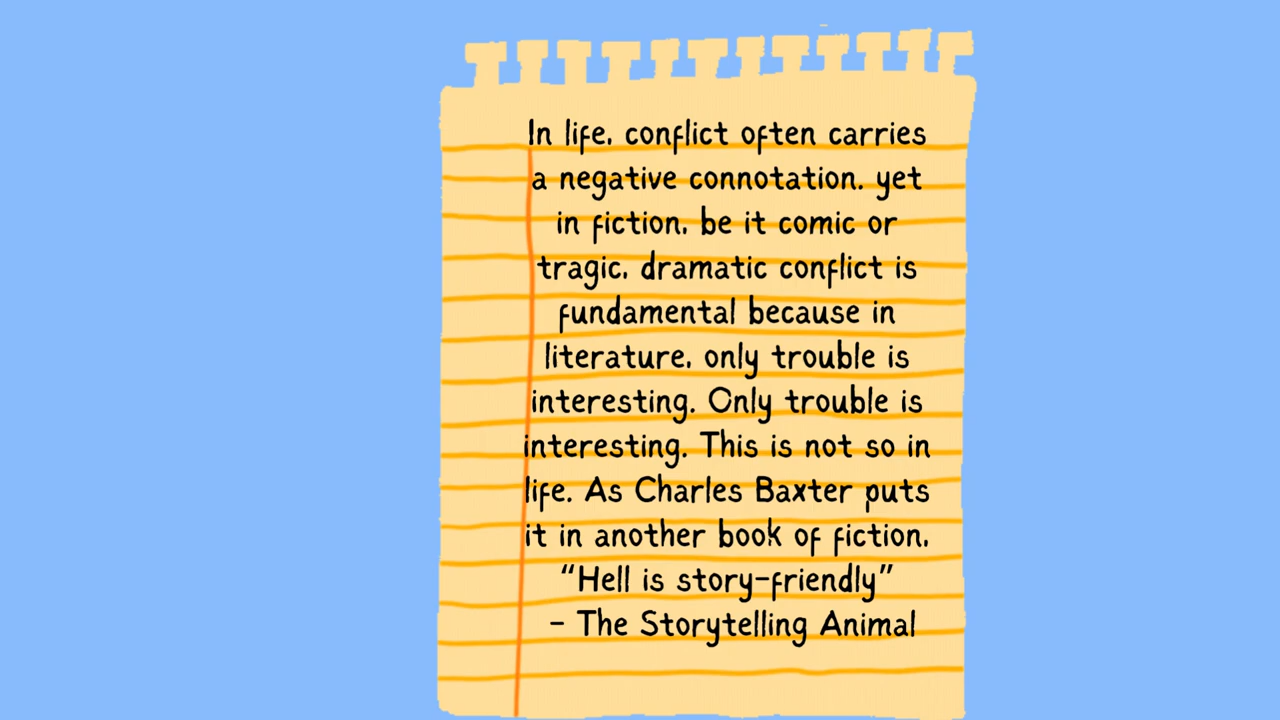 In life, conflict often carries
a negative connotation, yet
in fiction, be it comic or
tragic, dramatic conflict is
fundamental because in
literature, only trouble is
interesting. Only trouble is
interesting. This is not so in
life. As Charles Baxter puts
it in another book of fiction,
“Hell is story-friendly”
- The Storytelling Animal